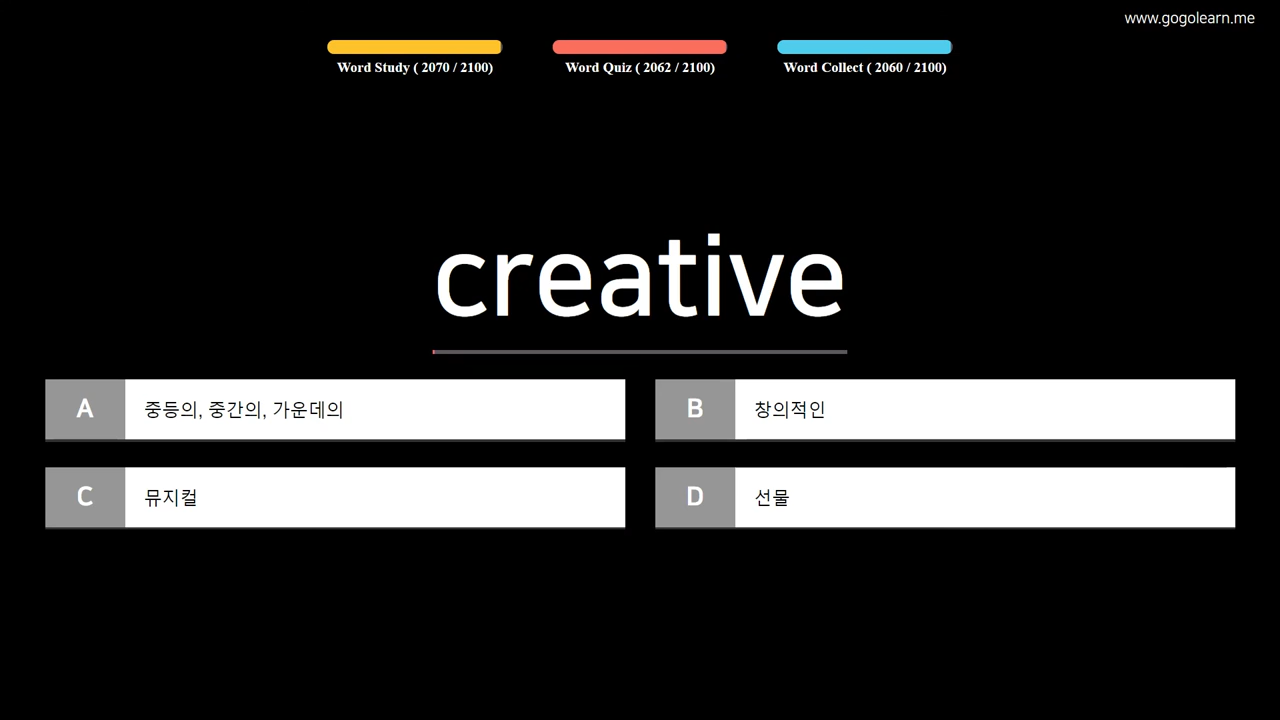 www.gogolearn.me
Word Study ( 2070 / 2100)
Word Quiz ( 2062 / 2100)
Word Collect ( 2060 / 2100)
creative
A 중등의, 중간의, 가운데의
B 창의적인
C 뮤지컬
D 선물